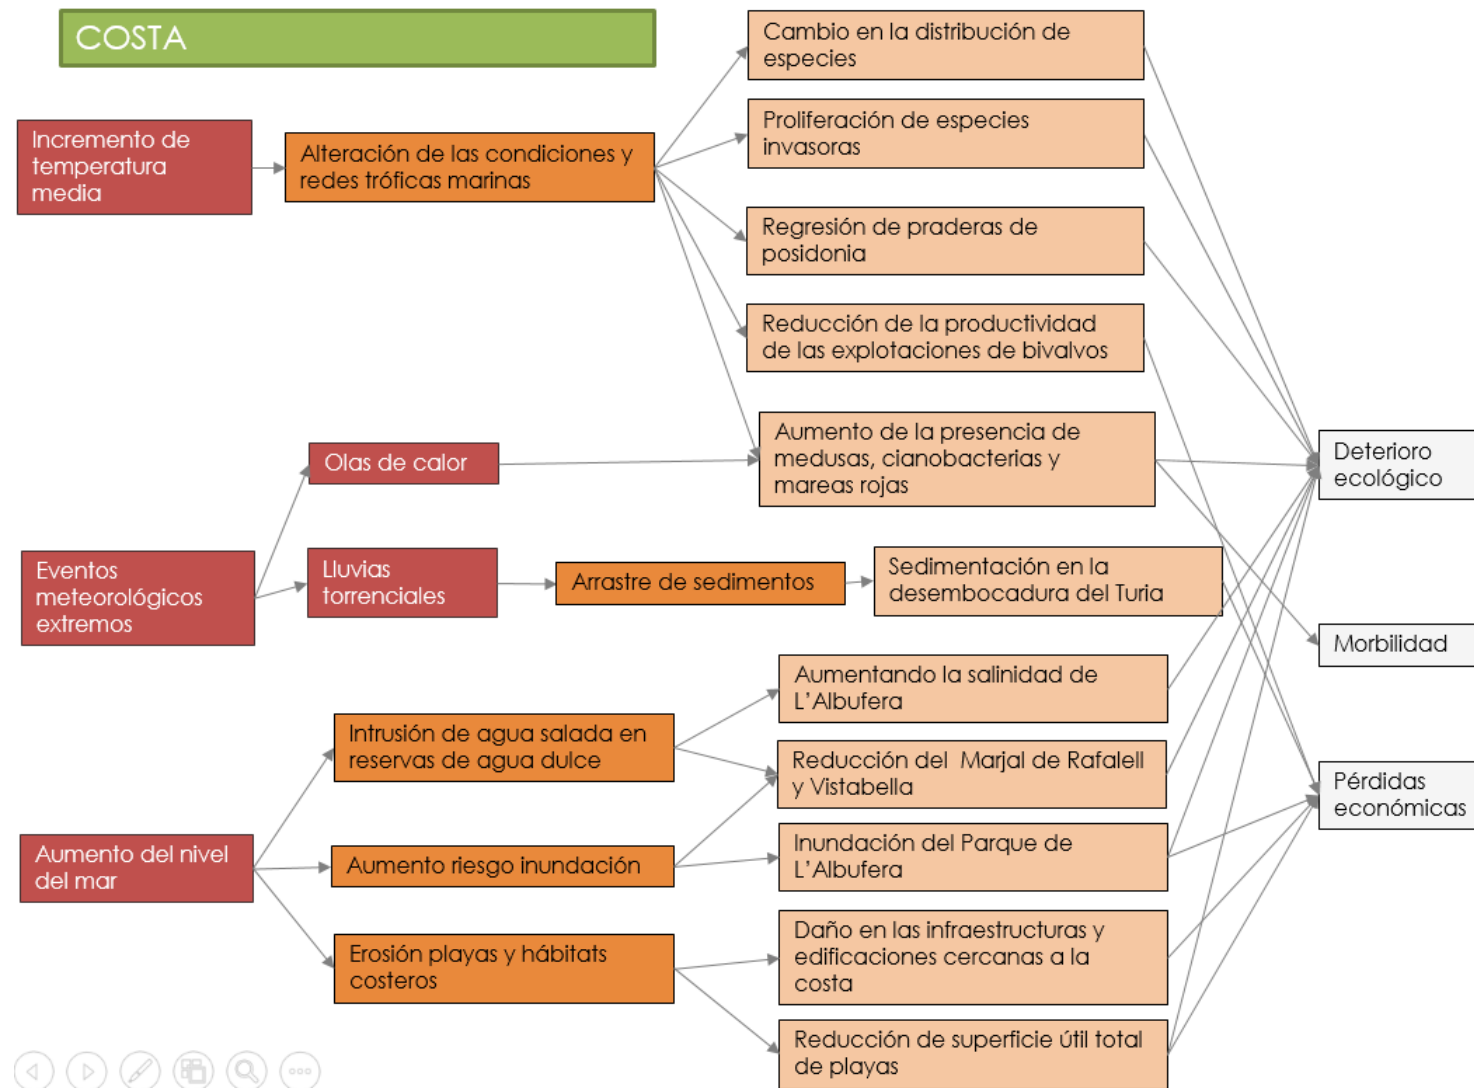 COSTA
Incremento de
temperatura
media
Alteración de las condiciones y
redes tróficas marinas
Cambio en la distribución de
especies
Proliferación de especies
invasoras
Regresión de praderas de
posidonia
Reducción de la productividad
de las explotaciones de bivalvos
Aumento de la presencia de
medusas, cianobacterias y
mareas rojas
Olas de calor
Eventos
meteorológicos
extremos
Lluvias
torrenciales
Arrastre de sedimentos
Sedimentación en la
desembocadura del Turia
Aumentando la salinidad de
L'Albufera
Intrusión de agua salada en
reservas de agua dulce
Reducción del Marjal de Rafalell
y Vistabella
Aumento del nivel
del mar
Aumento riesgo inundación
Inundación del Parque de
L'Albufera
Erosión playas y hábitats
costeros
Daño en las infraestructuras y
edificaciones cercanas a la
costa
Reducción de superficie útil total
de playas
Deterioro
ecológico
Morbilidad
Pérdidas
económicas